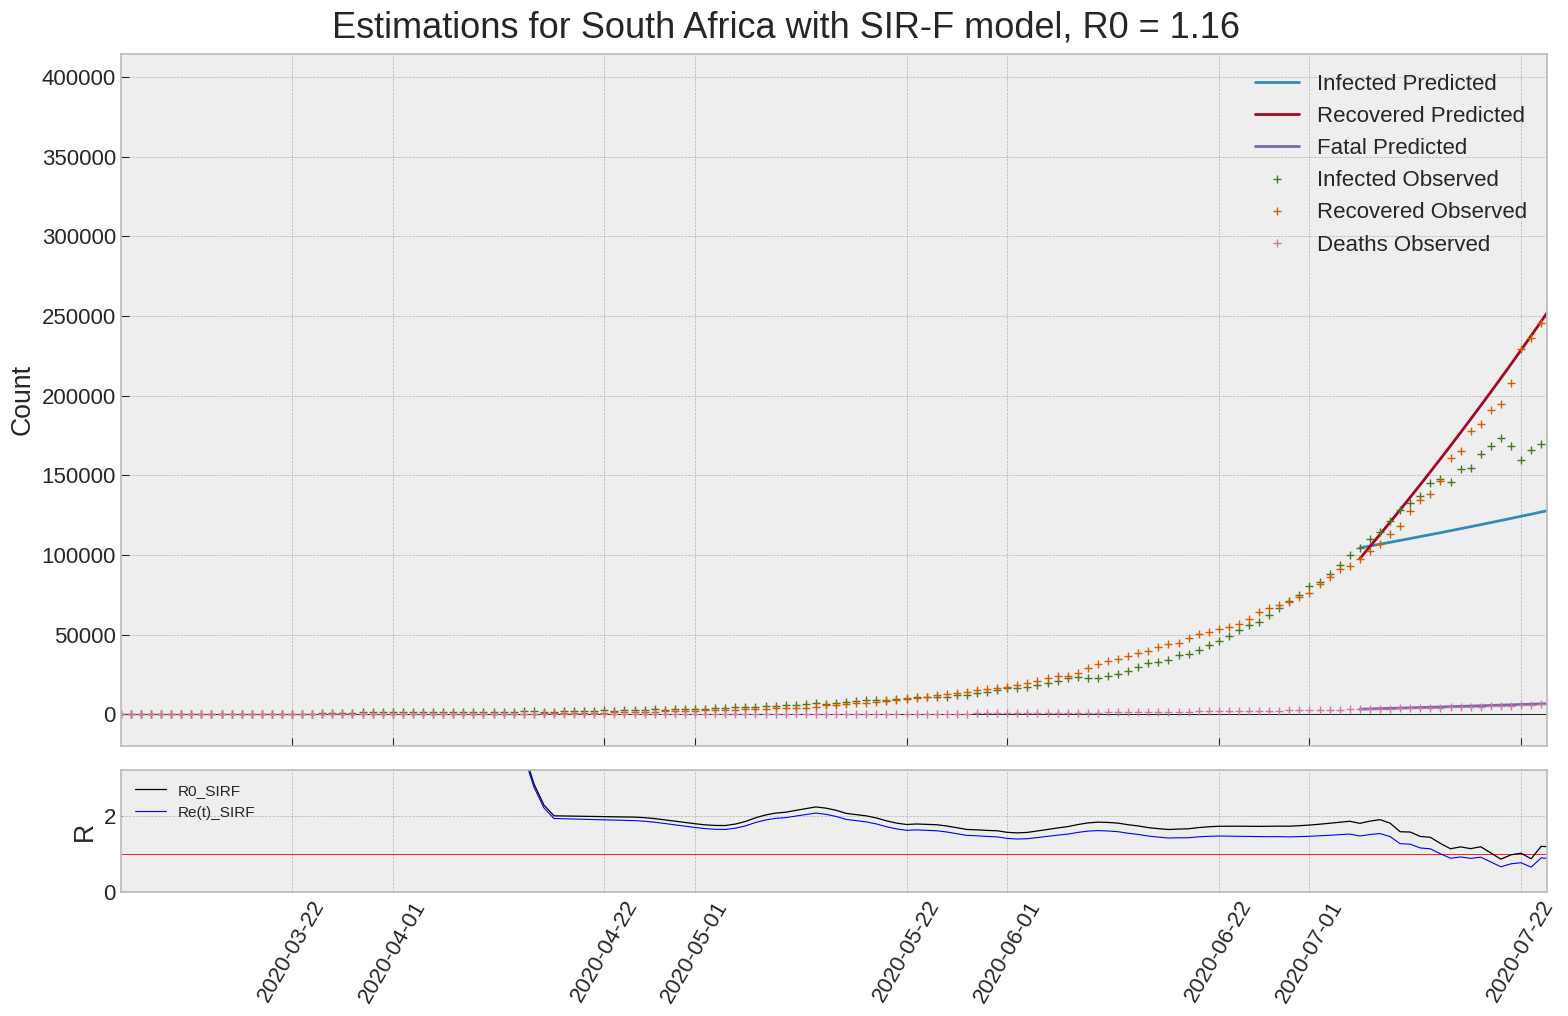 Estimations for South Africa with SIR-F model, R0 = 1.16
400000
350000
300000
250000
200000
150000
100000
50000
0
Count
Infected Predicted
Recovered Predicted
Fatal Predicted
Infected Observed
Recovered Observed
Deaths Observed
R0_SIRF
Re(t)_SIRF
2
0
R
2020-03-22
2020-04-01
2020-04-22
2020-05-01
2020-05-22
2020-06-01
2020-06-22
2020-07-01
2020-07-22